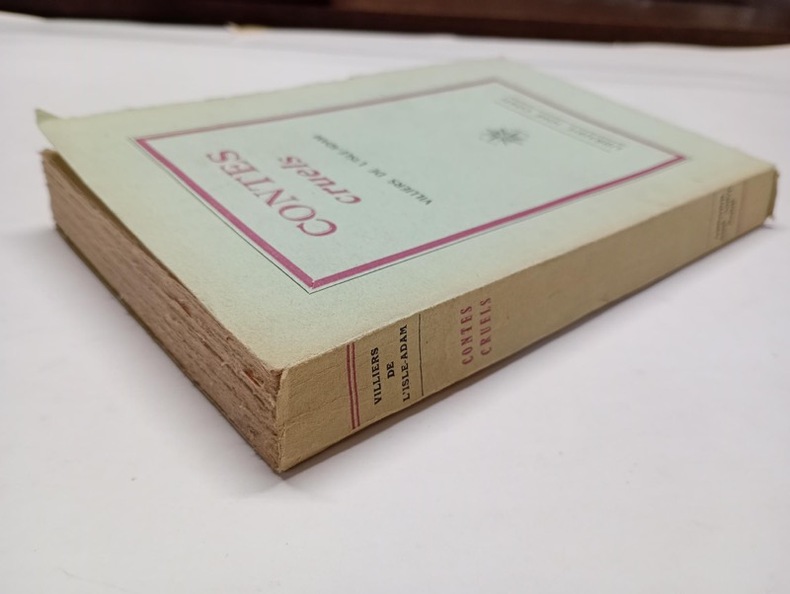 CONTES
cruels
VILLIERS DE L'ISLE-ADAM
VILLIERS
DE
L'ISLE-ADAM
CONTES
CRUELS